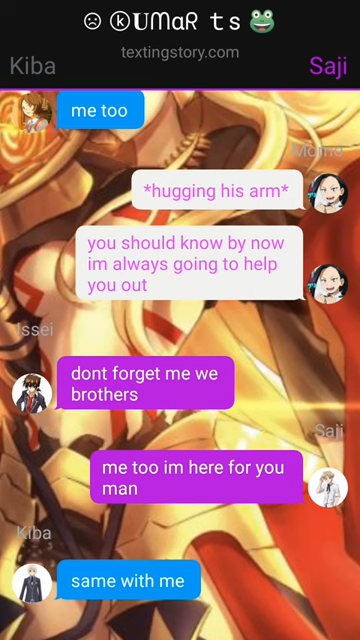 ☹ ⓚUMαR ts🐸
textingstory.com
Kiba
Saji
me too
Momo
*hugging his arm*
you should know by now
im always going to help
you out
Issei
dont forget me we
brothers
Saji
me too im here for you
man
Kiba
same with me